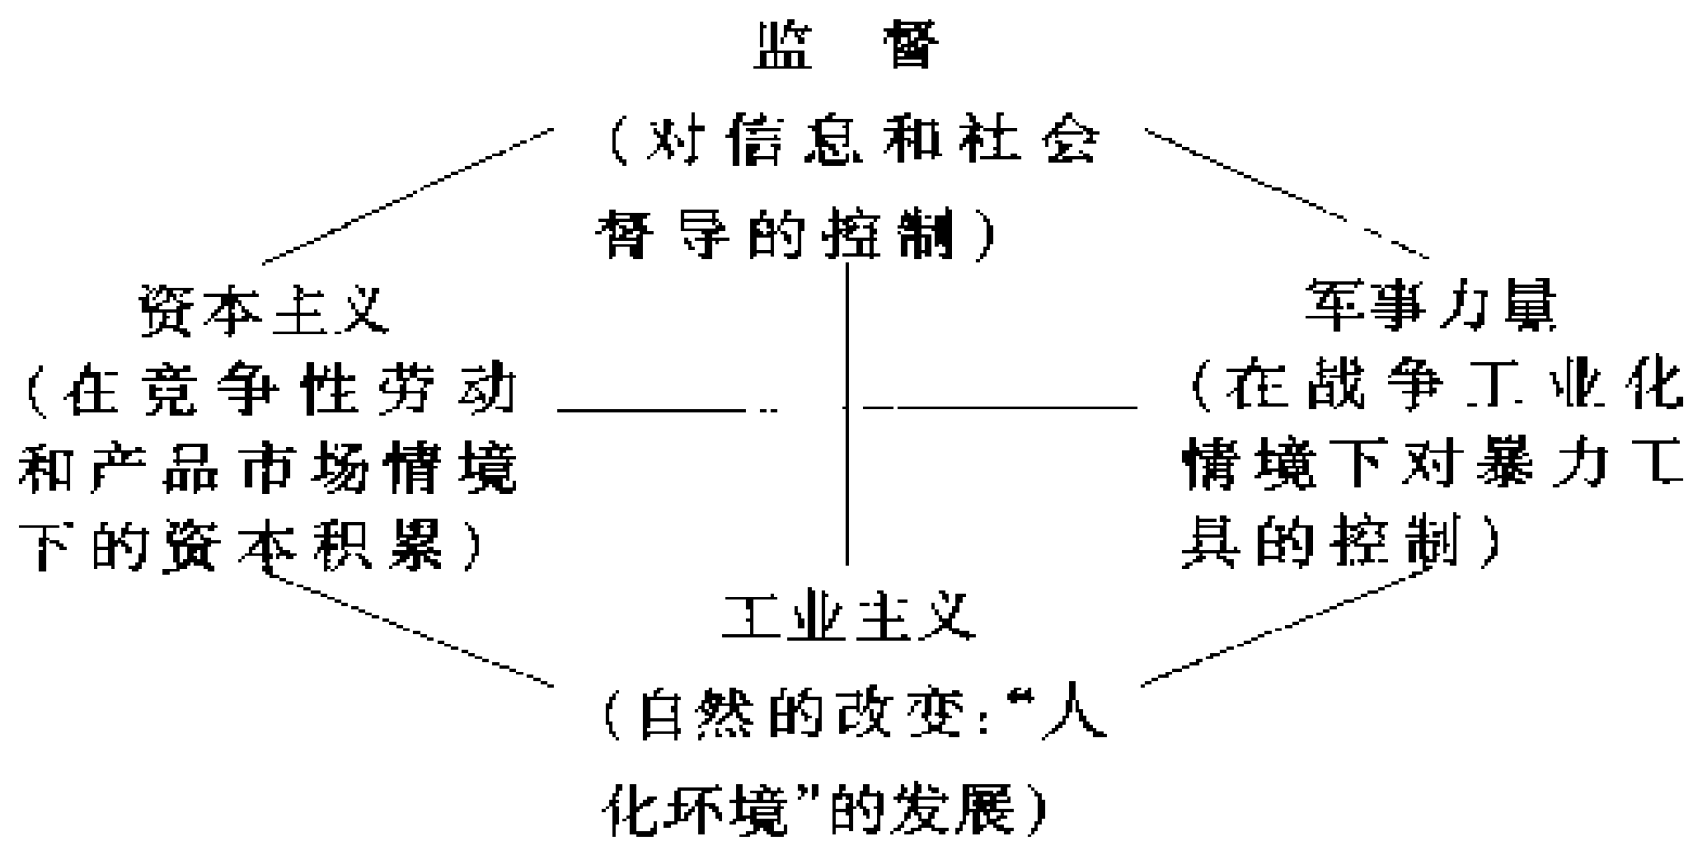 监 督
(对信息和社会
督导的控制)
资本主义
(在竞争性劳动
和产品市场情境
下的资本积累)
军事力量
(在战争工业化
情境下对暴力工
具的控制)
工业主义
(自然的改变:“人
化环境”的发展)